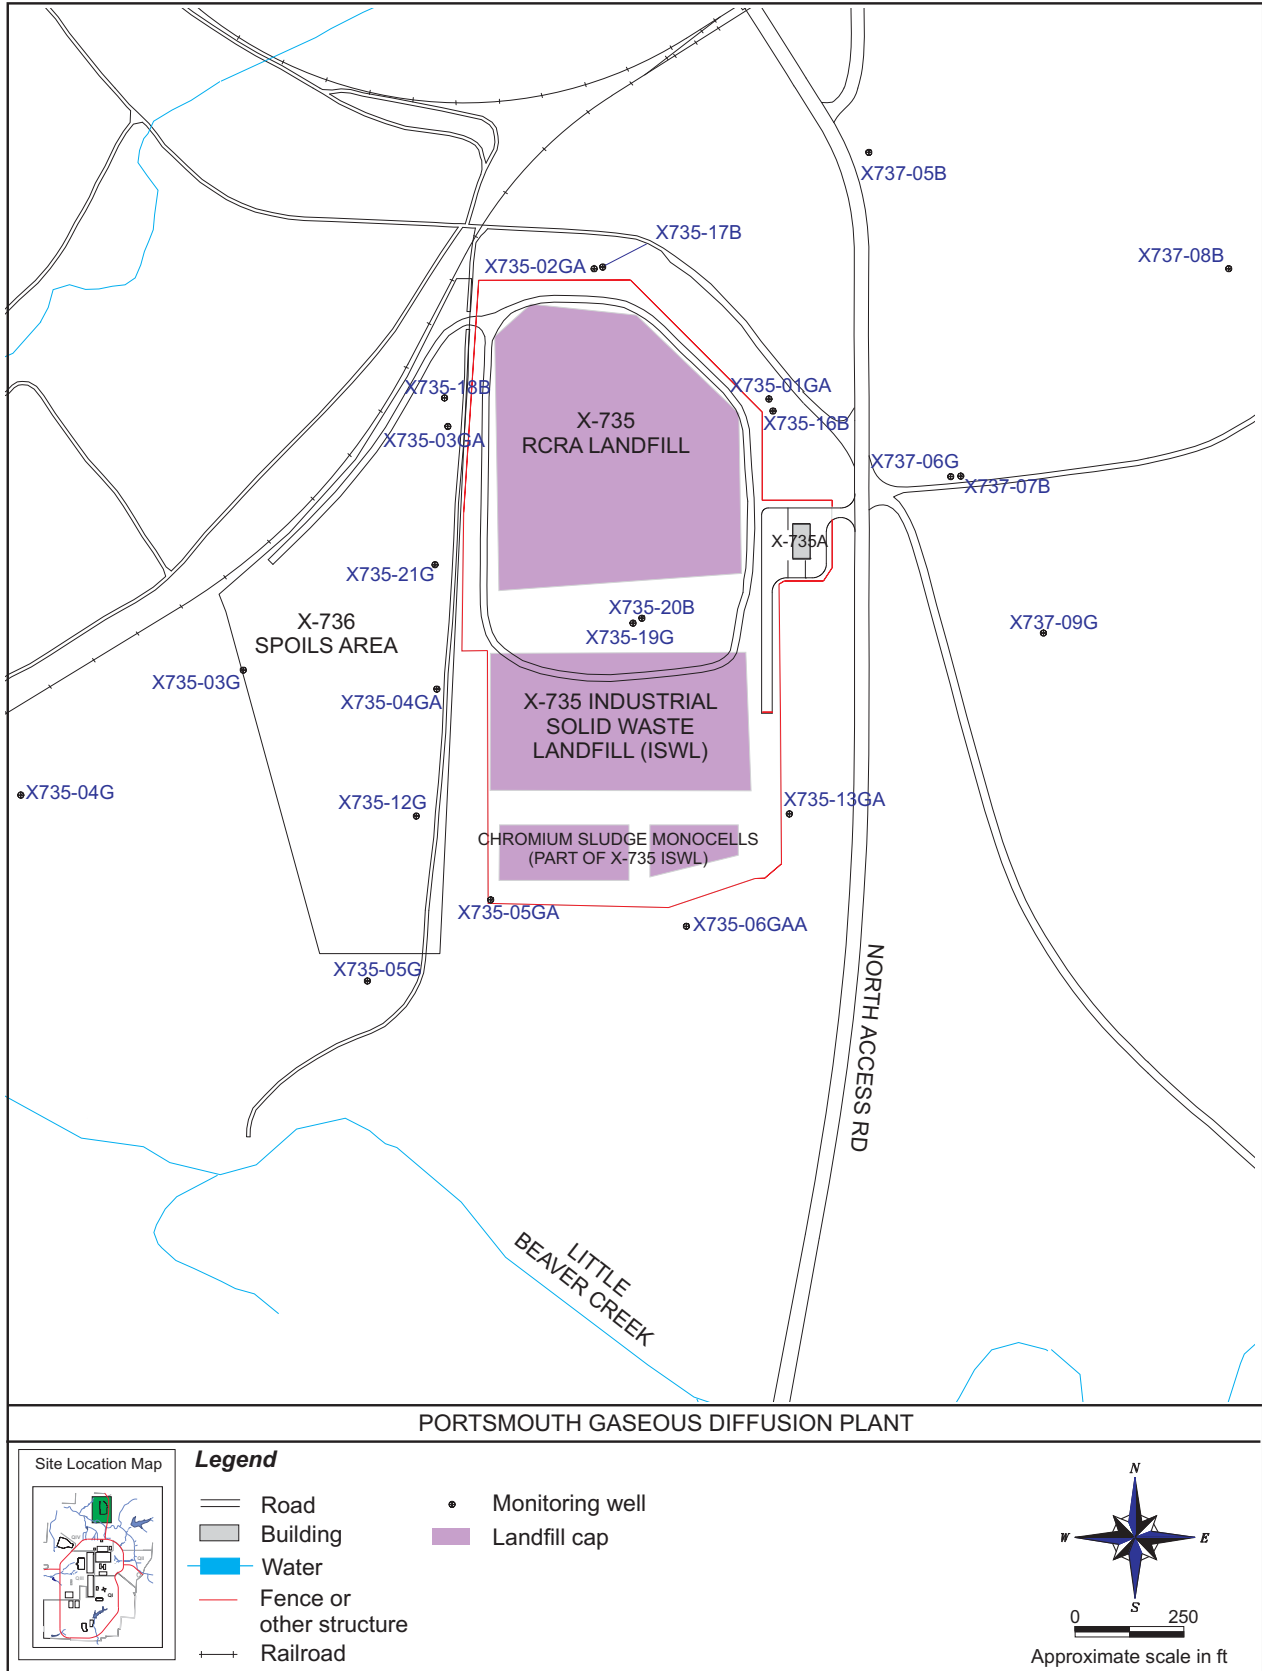 X737-05B
X735-17B
X735-02GA
X737-08B
X735-18B
X735-01GA
X-735
RCRA LANDFILL
X735-16B
X735-03GA
X737-06G
X737-07B
X-735A
X735-21G
X735-20B
X-736
SPOILS AREA
X735-19G
X737-09G
X735-03G
X735-04GA
X-735 INDUSTRIAL
SOLID WASTE
LANDFILL (ISWL)
X735-04G
X735-12G
X735-13GA
CHROMIUM SLUDGE MONOCELLS
(PART OF X-735 ISWL)
X735-05GA
X735-06GAA
X735-05G
NORTH ACCESS RD
LITTLE
BEAVER CREEK
PORTSMOUTH GASEOUS DIFFUSION PLANT
Site Location Map
Legend
Road
Building
Water
Fence or
other structure
Railroad
Monitoring well
Landfill cap
N
W
E
S
0 250
Approximate scale in ft